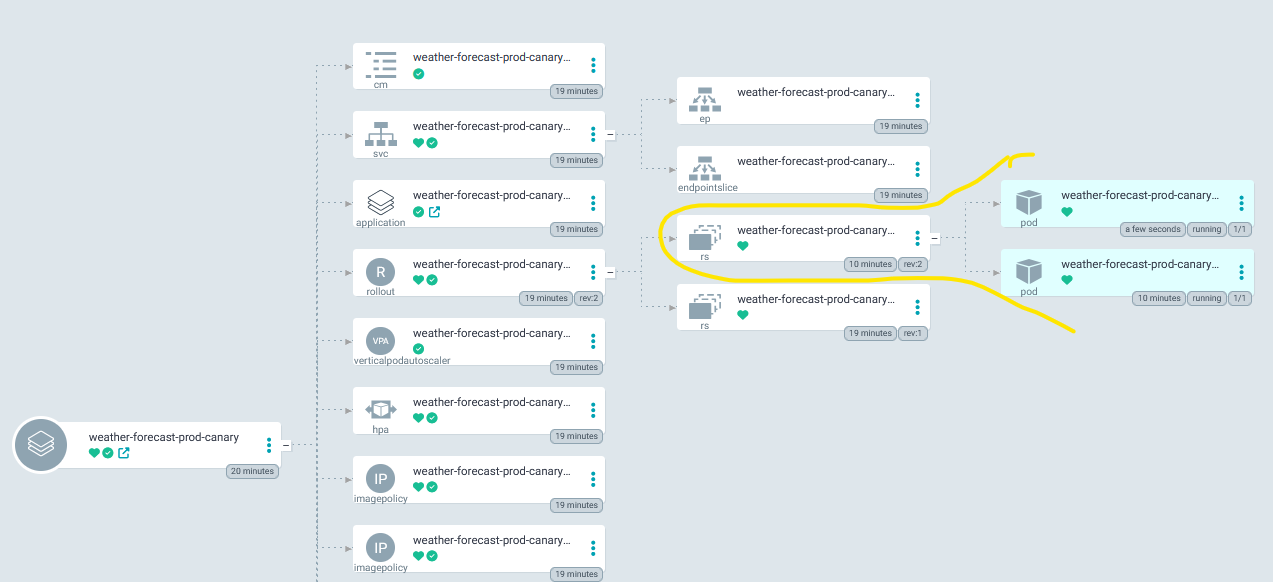 weather-forecast-prod-canary
20 minutes
weather-forecast-prod-canary...
cm
19 minutes
weather-forecast-prod-canary...
svc
19 minutes
weather-forecast-prod-canary...
application
19 minutes
R
weather-forecast-prod-canary...
rollout
19 minutes
rev:2
VPA
weather-forecast-prod-canary...
verticalpodautoscaler
19 minutes
weather-forecast-prod-canary...
hpa
19 minutes
IP
weather-forecast-prod-canary...
imagepolicy
19 minutes
IP
weather-forecast-prod-canary...
imagepolicy
19 minutes
weather-forecast-prod-canary...
ep
19 minutes
weather-forecast-prod-canary...
endpointslice
19 minutes
weather-forecast-prod-canary...
rs
10 minutes
rev:2
weather-forecast-prod-canary...
rs
19 minutes
rev:1
weather-forecast-prod-canary...
pod
a few seconds
running
1/1
weather-forecast-prod-canary...
pod
10 minutes
running
1/1